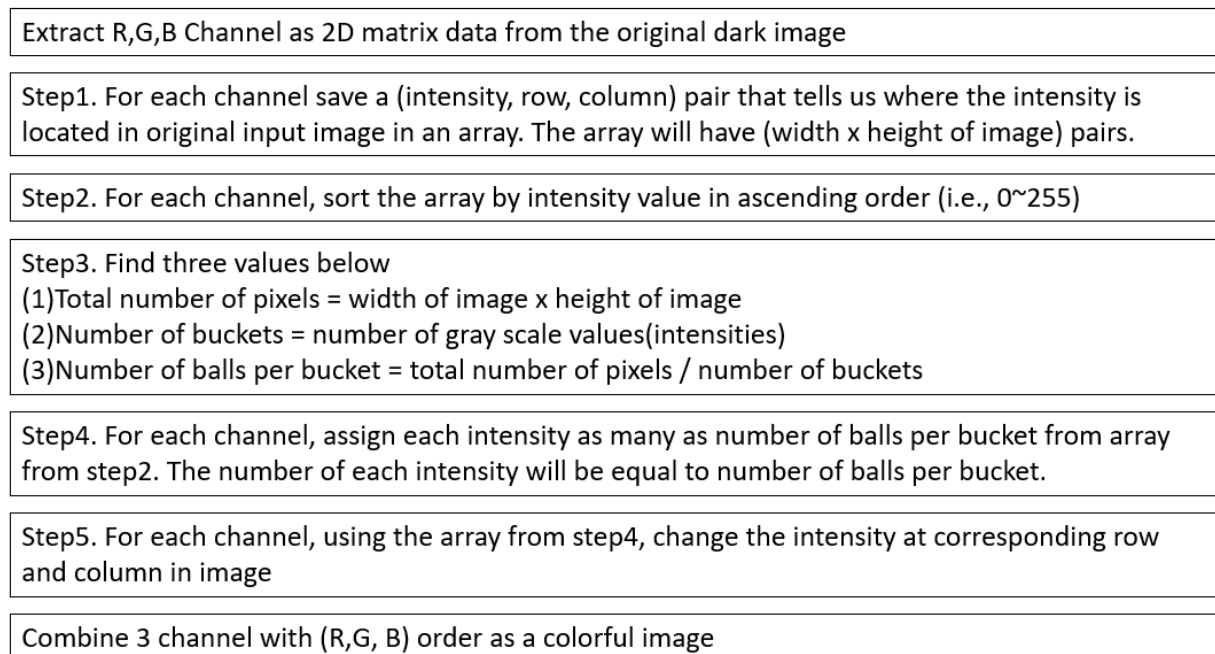 Extract R,G,B Channel as 2D matrix data from the original dark image
Step1. For each channel save a (intensity, row, column) pair that tells us where the intensity is
located in original input image in an array. The array will have (width x height of image) pairs.
Step2. For each channel, sort the array by intensity value in ascending order (i.e., 0~255)
Step3. Find three values below
(1)Total number of pixels = width of image x height of image
(2)Number of buckets = number of gray scale values(intensities)
(3)Number of balls per bucket = total number of pixels / number of buckets
Step4. For each channel, assign each intensity as many as number of balls per bucket from array
from step2. The number of each intensity will be equal to number of balls per bucket.
Step5. For each channel, using the array from step4, change the intensity at corresponding row
and column in image
Combine 3 channel with (R,G, B) order as a colorful image